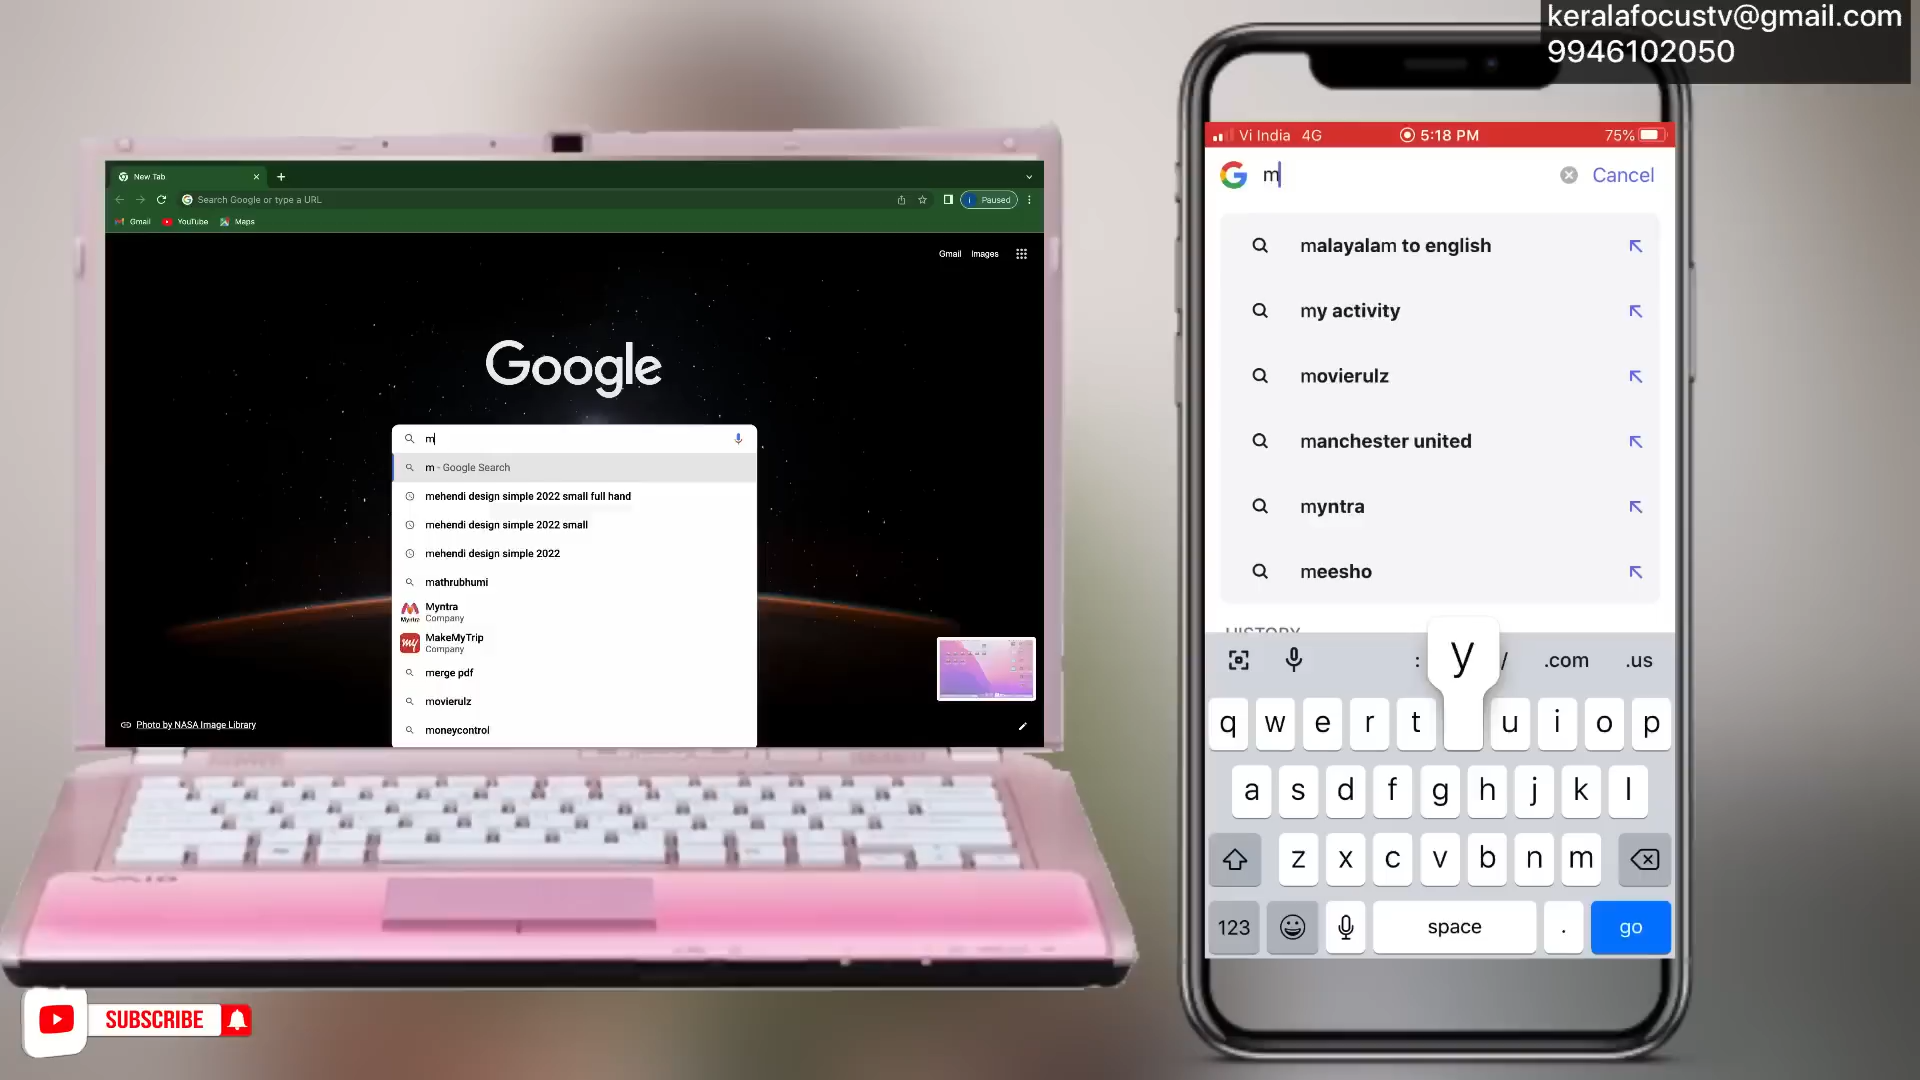 keralafocustv@gmail.com
9946102050
New Tab
Search Google or type a URL
Paused
Gmail
YouTube
Maps
Gmail
Images
Google
m
m - Google Search
mehendi design simple 2022 small full hand
mehendi design simple 2022 small
mehendi design simple 2022
mathrubhumi
Myntra
Company
MakeMyTrip
Company
merge pdf
movierulz
moneycontrol
Photo by NASA Image Library
SUBSCRIBE
Vi India 4G
5:18 PM
75%
m
Cancel
malayalam to english
my activity
movierulz
manchester united
myntra
meesho
: y / .com .us
q w e r t u i o p
a s d f g h j k l
z x c v b n m
123 space . go